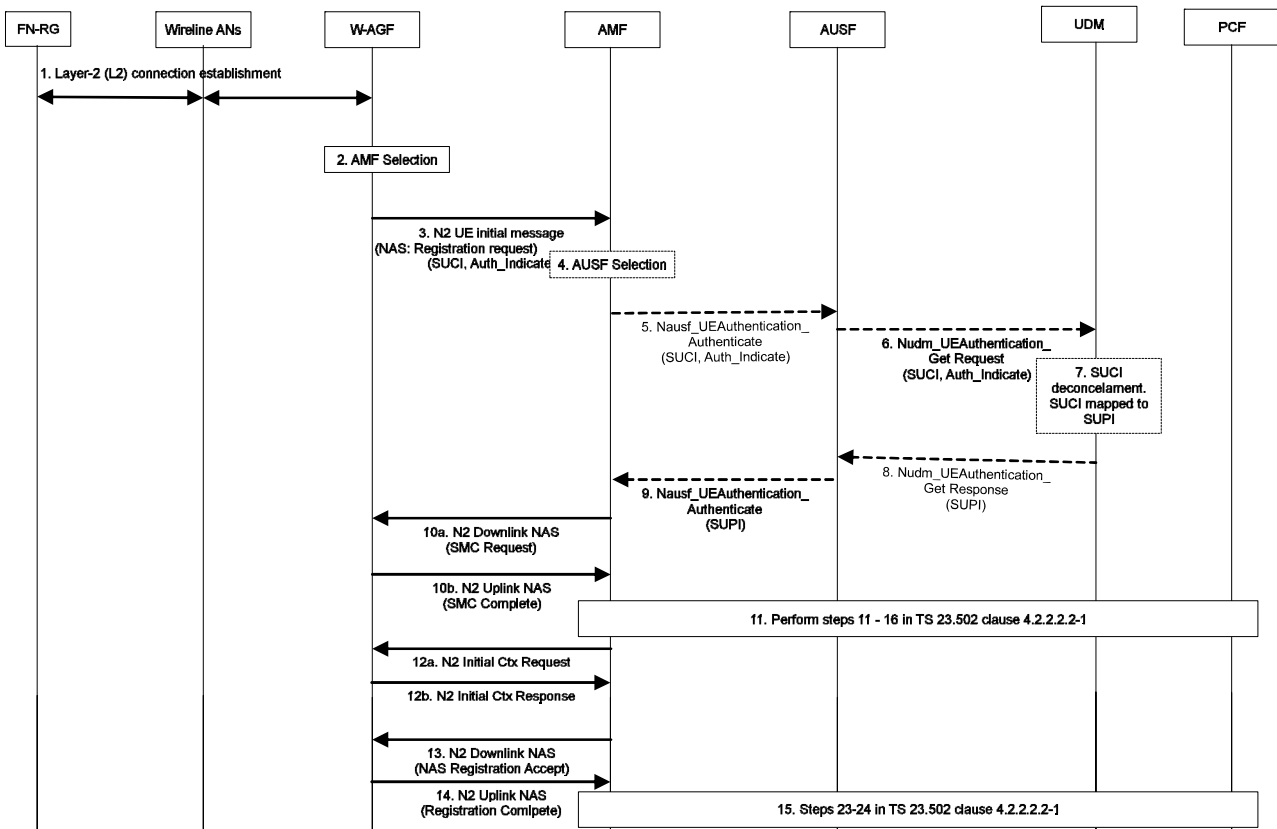 FN-RG
Wireline ANs
W-AGF
AMF
AUSF
UDM
PCF
1. Layer-2 (L2) connection establishment
2. AMF Selection
3. N2 UE initial message
(NAS: Registration request)
(SUCI, Auth_Indicate
4. AUSF Selection
5. Nausf_UEAuthentication_
Authenticate
(SUCI, Auth_Indicate)
6. Nudm_UEAuthentication_
Get Request
(SUCI, Auth_Indicate)
7. SUCI
deconcelament.
SUCI mapped to
SUPI
8. Nudm_UEAuthentication_
Get Response
(SUPI)
9. Nausf_UEAuthentication_
Authenticate
(SUPI)
10a. N2 Downlink NAS
(SMC Request)
10b. N2 Uplink NAS
(SMC Complete)
11. Perform steps 11 - 16 in TS 23.502 clause 4.2.2.2.2-1
12a. N2 Initial Ctx Request
12b. N2 Initial Ctx Response
13. N2 Downlink NAS
(NAS Registration Accept)
14. N2 Uplink NAS
(Registration Comlpete)
15. Steps 23-24 in TS 23.502 clause 4.2.2.2.2-1